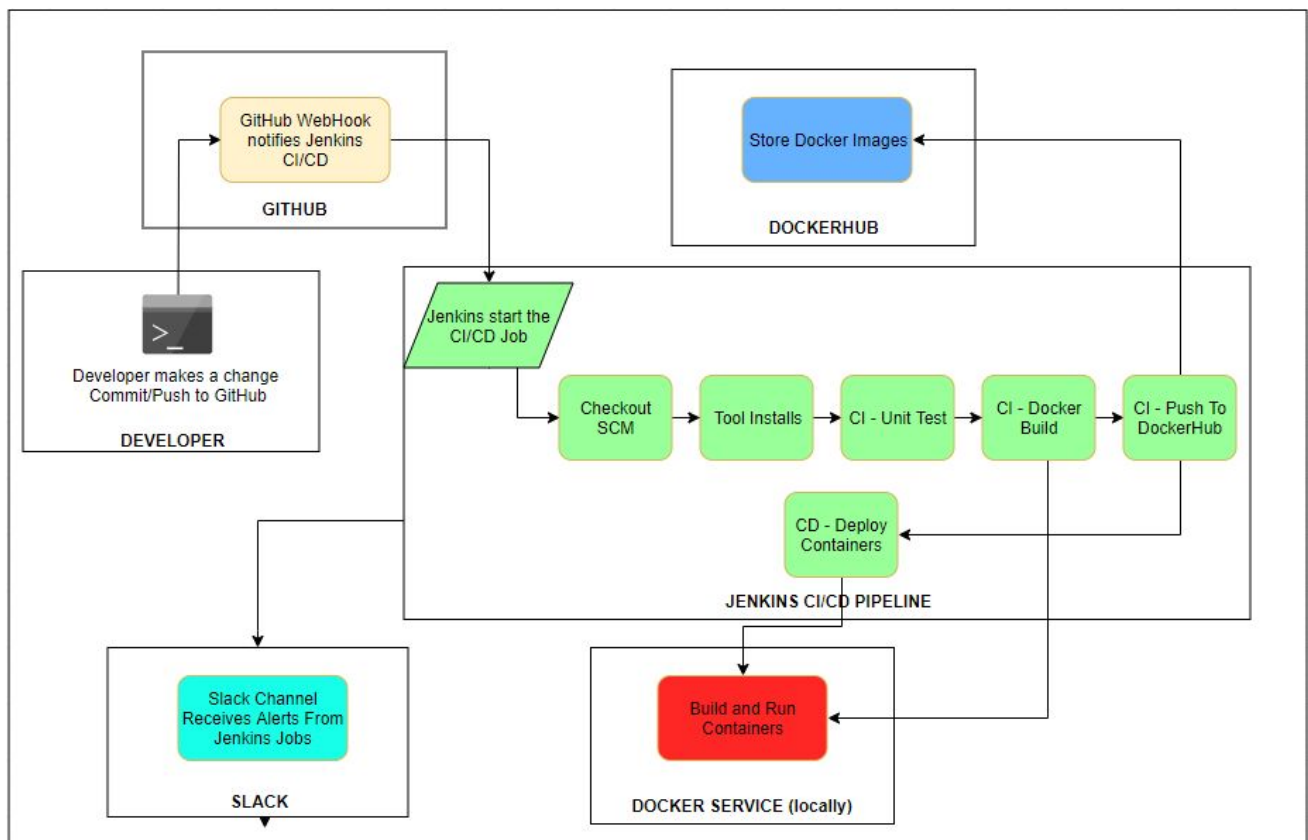 GitHub WebHook
notifies Jenkins
CI/CD
GITHUB
Store Docker Images
DOCKERHUB
>_
Developer makes a change
Commit/Push to GitHub
DEVELOPER
Jenkins start the
CI/CD Job
Checkout
SCM
Tool Installs
CI - Unit Test
CI - Docker
Build
CI - Push To
DockerHub
CD - Deploy
Containers
JENKINS CI/CD PIPELINE
Slack Channel
Receives Alerts From
Jenkins Jobs
SLACK
Build and Run
Containers
DOCKER SERVICE (locally)